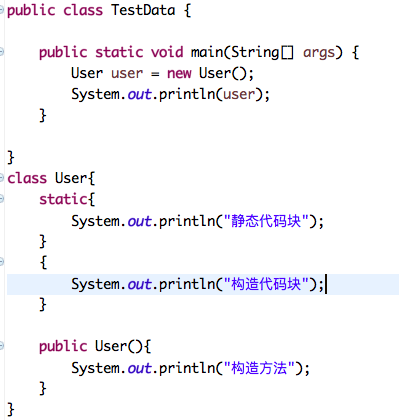 public class TestData {
public static void main(String[] args) {
User user = new User();
System.out.println(user);
}
}
class User{
static{
System.out.println("静态代码块");
}
{
System.out.println("构造代码块");
}
public User(){
System.out.println("构造方法");
}
}